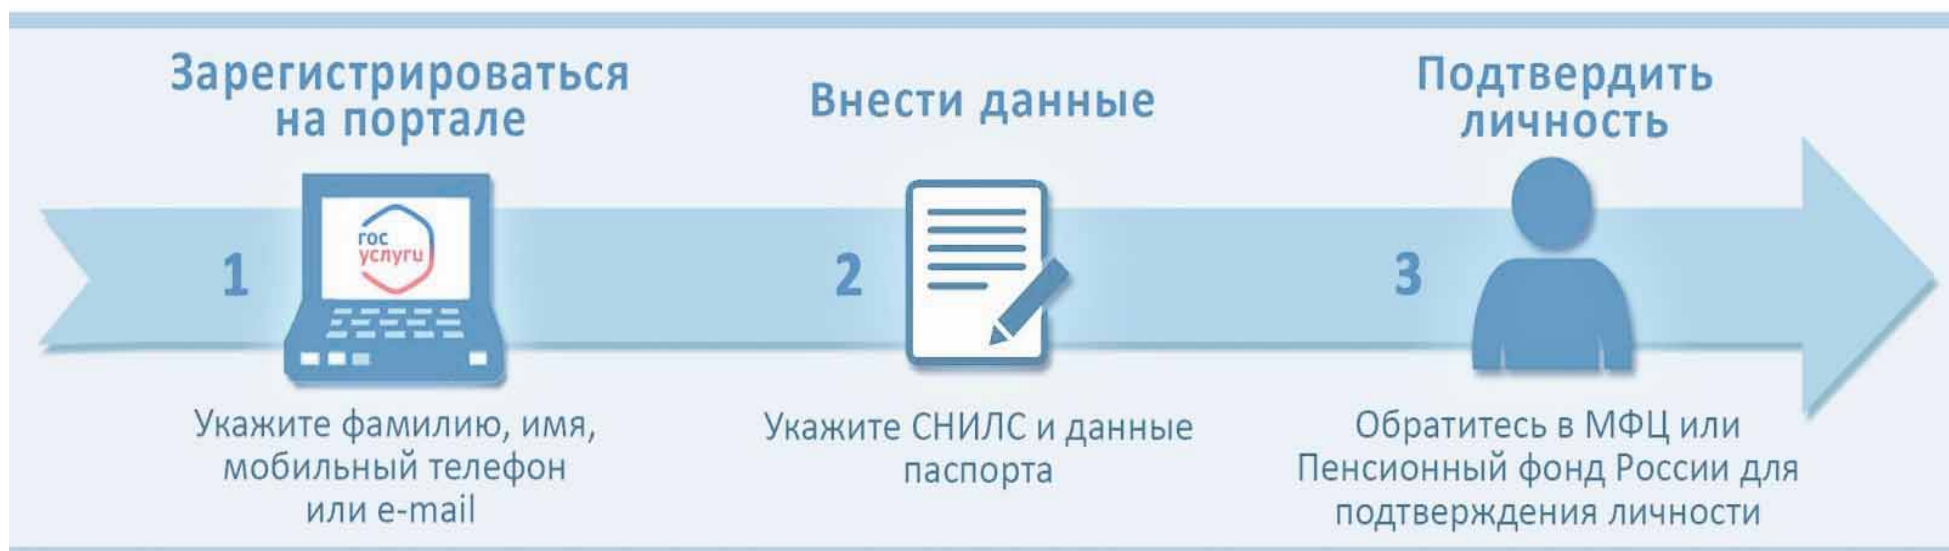 Зарегистрироваться
на портале
1
гос
услуги
Укажите фамилию, имя,
мобильный телефон
или e-mail
Внести данные
2
Укажите СНИЛС и данные
паспорта
Подтвердить
личность
3
Обратитесь в МФЦ или
Пенсионный фонд России для
подтверждения личности